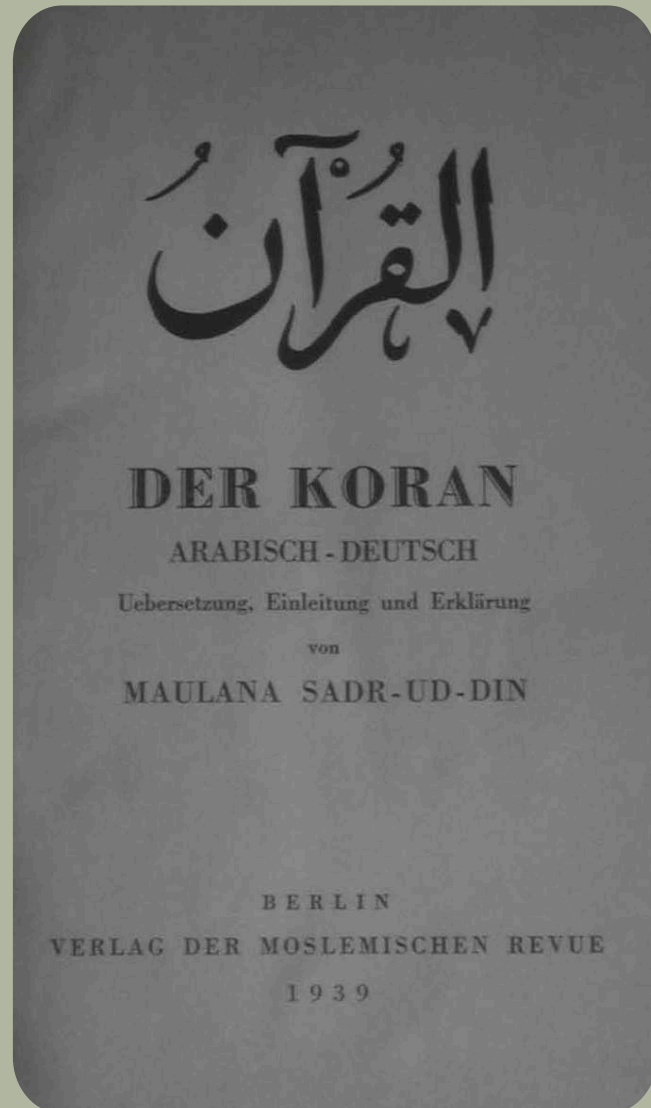 القُرْآنُ
DER KORAN
ARABISCH - DEUTSCH
Uebersetzung, Einleitung und Erklärung
von
MAULANA SADR-UD-DIN
BERLIN
VERLAG DER MOSLEMISCHEN REVUE
1939